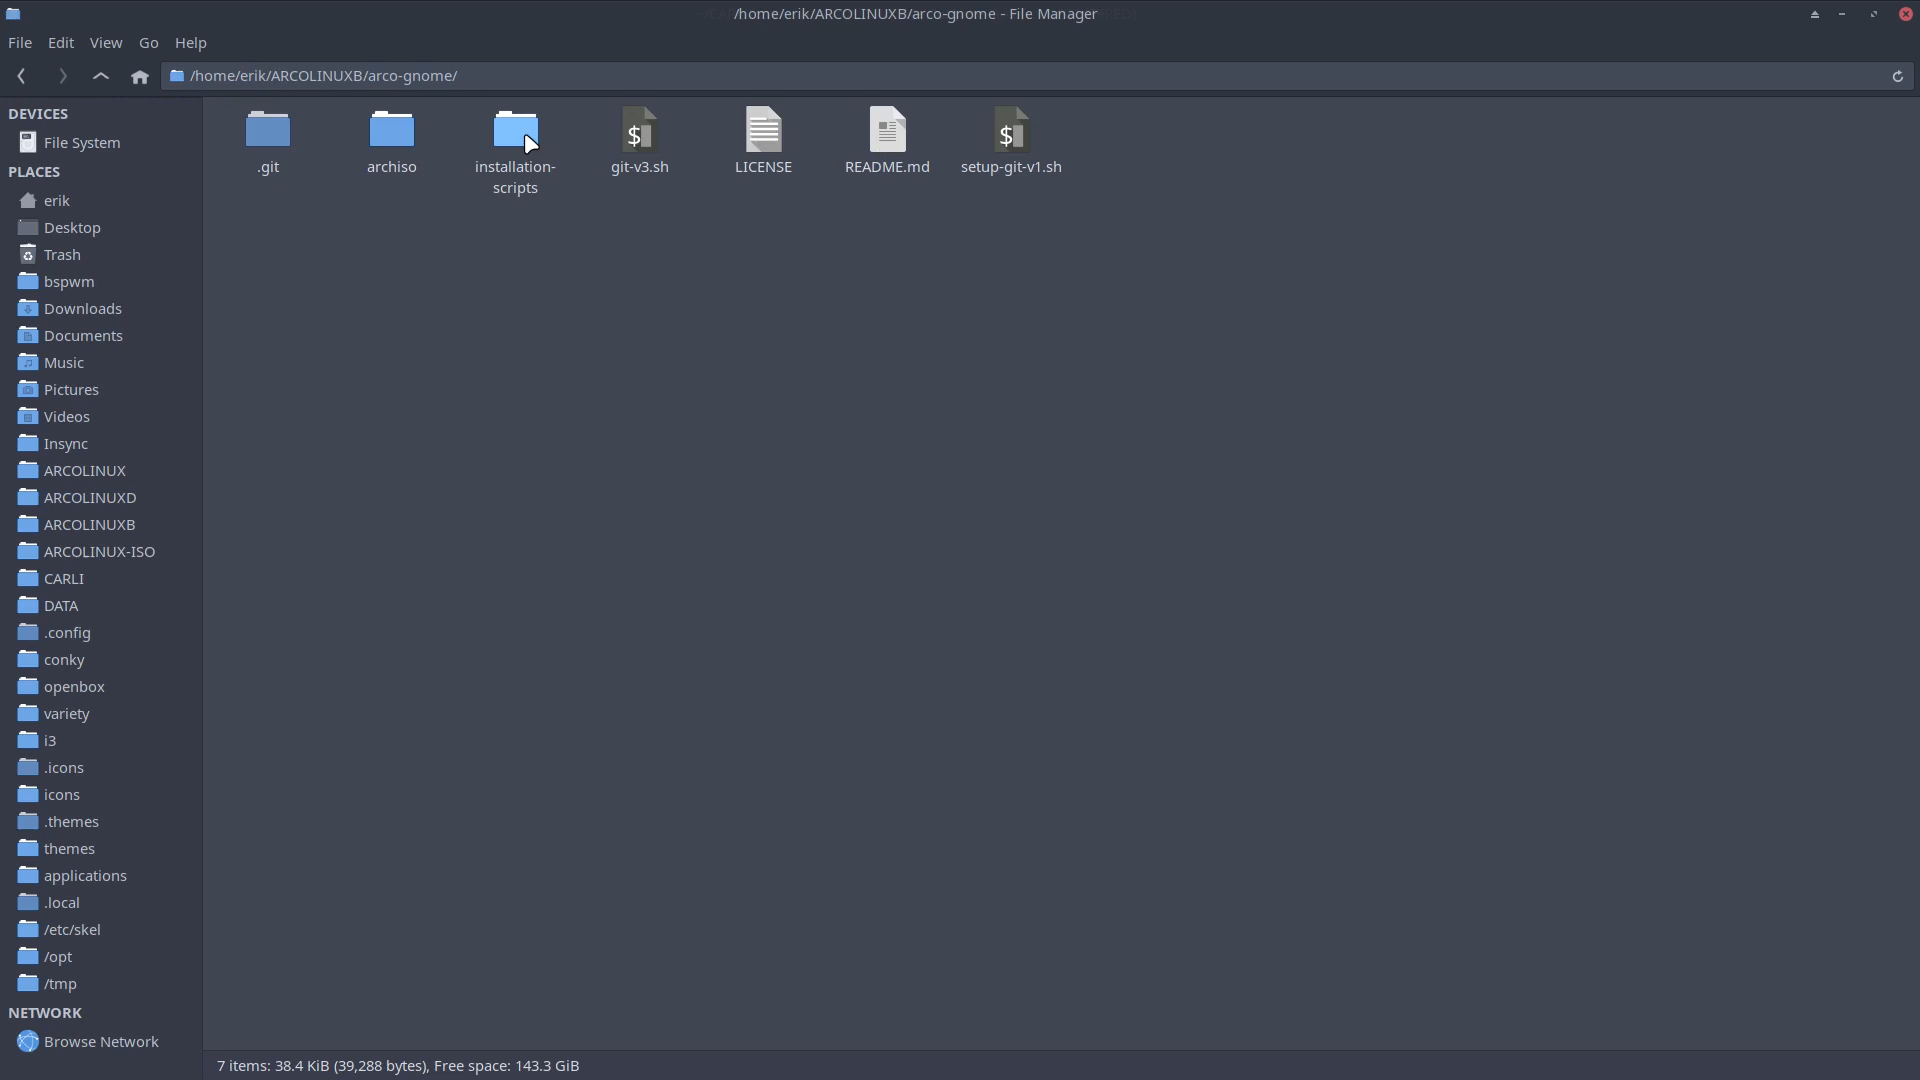 /home/erik/ARCOLINUXB/arco-gnome - File Manager
File Edit View Go Help
/home/erik/ARCOLINUXB/arco-gnome/
DEVICES
File System
PLACES
erik
Desktop
Trash
bspwm
Downloads
Documents
Music
Pictures
Videos
Insync
ARCOLINUX
ARCOLINUXD
ARCOLINUXB
ARCOLINUX-ISO
CARLI
DATA
.config
conky
openbox
variety
i3
.icons
icons
.themes
themes
applications
.local
/etc/skel
/opt
/tmp
NETWORK
Browse Network
.git
archiso
installation-
scripts
git-v3.sh
LICENSE
README.md
setup-git-v1.sh
7 items: 38.4 KiB (39,288 bytes), Free space: 143.3 GiB